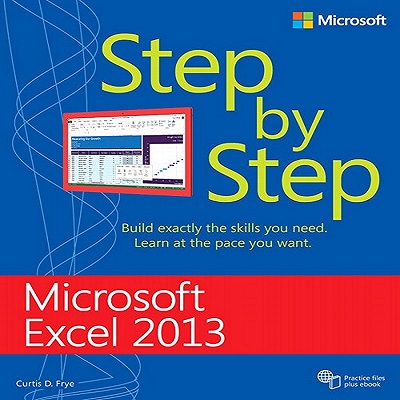 Microsoft
Step
by
Step
Build exactly the skills you need.
Learn at the pace you want.
Microsoft
Excel 2013
Curtis D. Frye
Practice files
plus ebook